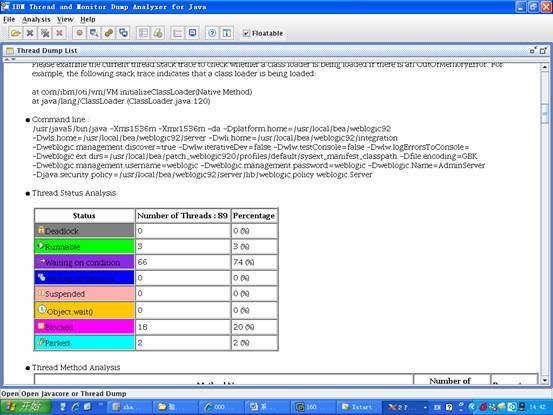 IBM Thread and Monitor Dump Analyzer for Java
File Analysis View Help
Floatable
Thread Dump List
Please examine the current thread stack trace to check whether a class loader is being loaded if there is an OutOfMemoryError. For
example, the following stack trace indicates that a class loader is being loaded:
at com/ibm/oti/vm/VM.initializeClassLoader(Native Method)
at java/lang/ClassLoader.(ClassLoader.java:120)
Command line :
/usr/java5/bin/java -Xms1536m -Xmx1536m -da -Dplatform.home=/usr/local/bea/weblogic92
-Dwls.home=/usr/local/bea/weblogic92/server -Dwli.home=/usr/local/bea/weblogic92/integration
-Dweblogic.management.discover=true -Dwlw.iterativeDev=false -Dwlw.testConsole=false -Dwlw.logErrorsToConsole=
-Dweblogic.ext.dirs=/usr/local/bea/patch_weblogic920/profiles/default/sysext_manifest_classpath -Dfile.encoding=GBK
-Dweblogic.management.username=weblogic -Dweblogic.management.password=weblogic -Dweblogic.Name=AdminServer
-Djava.security.policy=/usr/local/bea/weblogic92/server/lib/weblogic.policy weblogic.Server
Thread Status Analysis
Status Number of Threads : 89 Percentage
Deadlock 0 0 (%)
Runnable 3 3 (%)
Waiting on condition 66 74 (%)
Waiting on monitor 0 0 (%)
Suspended 0 0 (%)
Object.wait() 0 0 (%)
Blocked 18 20 (%)
Parked 2 2 (%)
Thread Method Analysis
Number of
Open Open Javacore or Thread Dump
开始 sha... 000... 160... Xstart 2 P... EN 14:42